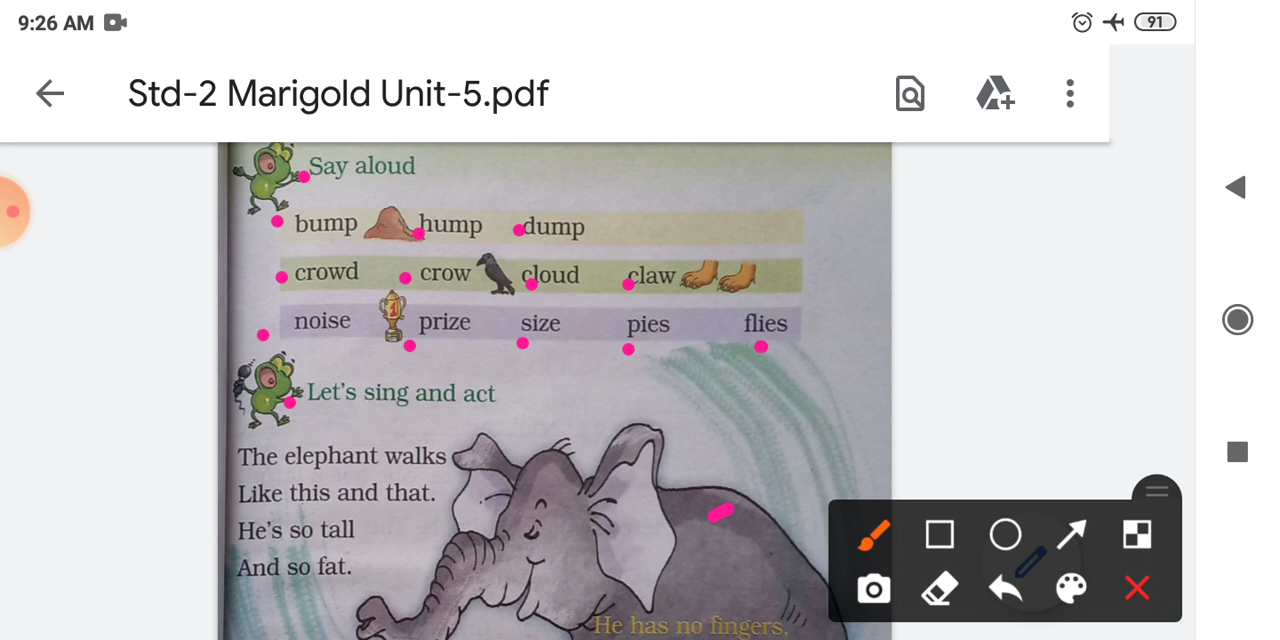 9:26 AM
91
Std-2 Marigold Unit-5.pdf
Say aloud
bump hump dump
crowd crow cloud claw
1
noise prize size pies flies
Let's sing and act
The elephant walks
Like this and that.
He's so tall
And so fat.
He has no fingers,